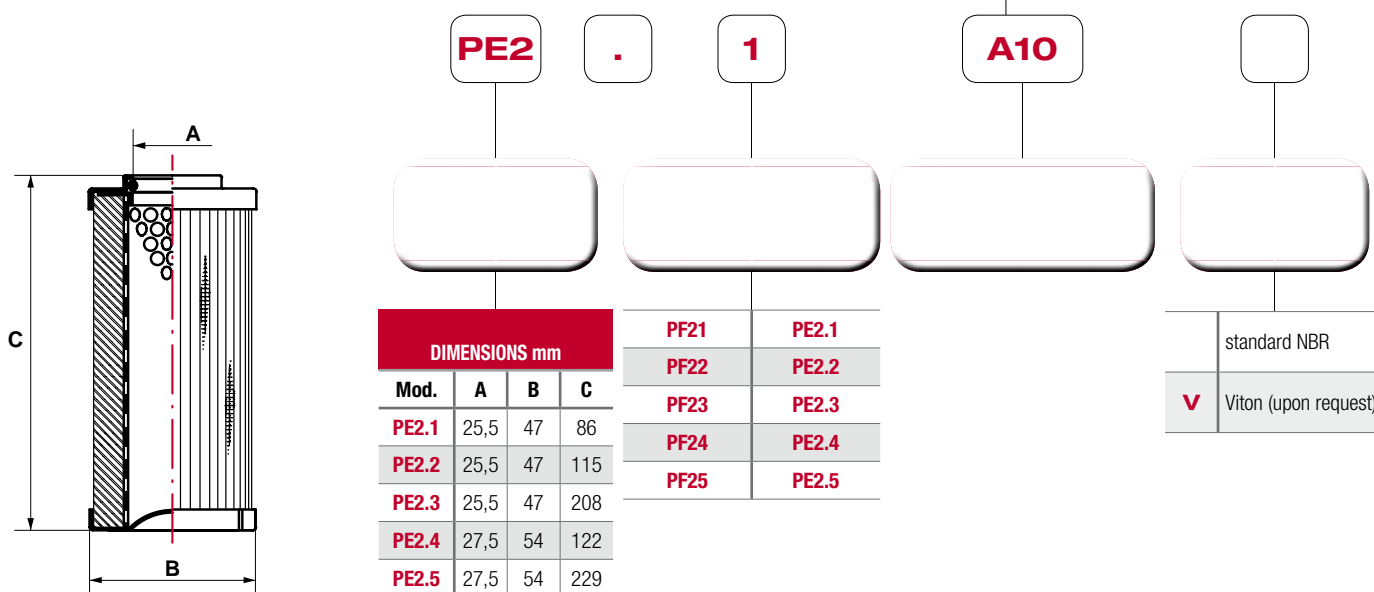 PE2 . 1 A10
A
C
B
DIMENSIONS mm
Mod. A B C
PE2.1 25,5 47 86
PE2.2 25,5 47 115
PE2.3 25,5 47 208
PE2.4 27,5 54 122
PE2.5 27,5 54 229
PF21 PE2.1
PF22 PE2.2
PF23 PE2.3
PF24 PE2.4
PF25 PE2.5
standard NBR
V Viton (upon request)